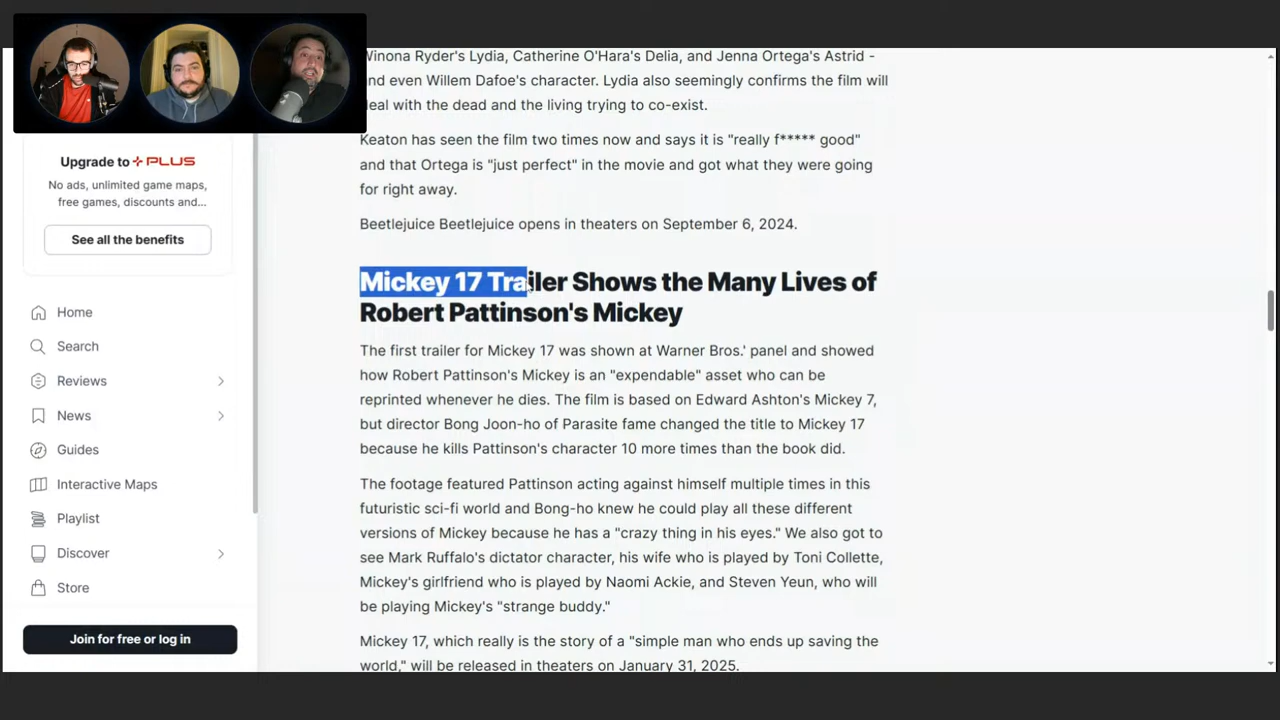 Winona Ryder's Lydia, Catherine O'Hara's Delia, and Jenna Ortega's Astrid -
and even Willem Dafoe's character. Lydia also seemingly confirms the film will
deal with the dead and the living trying to co-exist.
Keaton has seen the film two times now and says it is "really f***** good"
and that Ortega is "just perfect" in the movie and got what they were going
for right away.
Beetlejuice Beetlejuice opens in theaters on September 6, 2024.
Mickey 17 Trailer Shows the Many Lives of
Robert Pattinson's Mickey
The first trailer for Mickey 17 was shown at Warner Bros.' panel and showed
how Robert Pattinson's Mickey is an "expendable" asset who can be
reprinted whenever he dies. The film is based on Edward Ashton's Mickey 7,
but director Bong Joon-ho of Parasite fame changed the title to Mickey 17
because he kills Pattinson's character 10 more times than the book did.
The footage featured Pattinson acting against himself multiple times in this
futuristic sci-fi world and Bong-ho knew he could play all these different
versions of Mickey because he has a "crazy thing in his eyes." We also got to
see Mark Ruffalo's dictator character, his wife who is played by Toni Collette,
Mickey's girlfriend who is played by Naomi Ackie, and Steven Yeun, who will
be playing Mickey's "strange buddy."
Mickey 17, which really is the story of a "simple man who ends up saving the
world," will be released in theaters on January 31, 2025.
Upgrade to PLUS
No ads, unlimited game maps,
free games, discounts and...
See all the benefits
Home
Search
Reviews
News
Guides
Interactive Maps
Playlist
Discover
Store
Join for free or log in